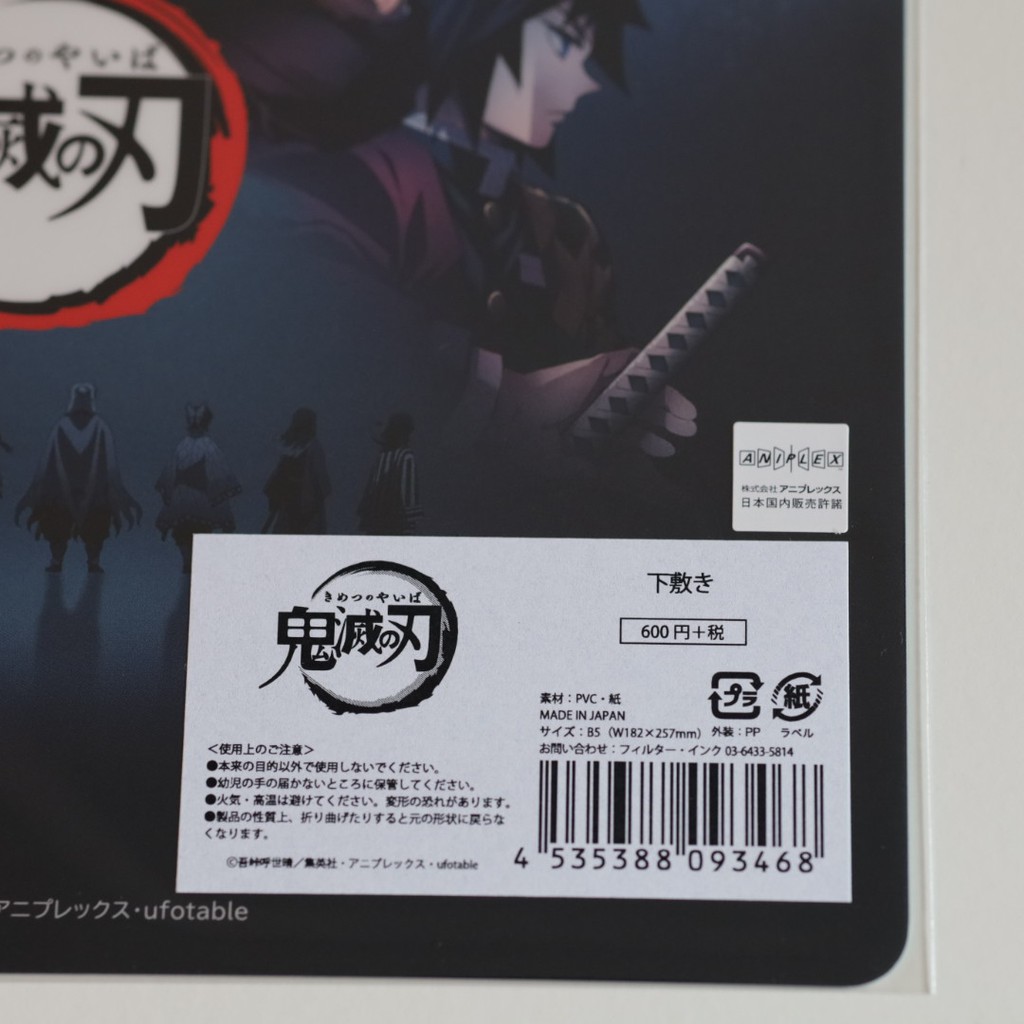 つのやいば
滅の刃
ANIPLEX
株式会社アニプレックス
日本国内販売許諾
きめつのやいば
鬼滅の刃
下敷き
600円+税
プラ
紙
素材:PVC・紙
MADE IN JAPAN
サイズ:B5 (W182×257mm) 外装:PP ラベル
お問い合わせ:フィルター・インク 03-6433-5814
<使用上のご注意>
●本来の目的以外で使用しないでください。
●幼児の手の届かないところに保管してください。
●火気・高温は避けてください。変形の恐れがあります。
●製品の性質上、折り曲げたりすると元の形状に戻らな
くなります。
©吾峠呼世晴/集英社・アニプレックス・ufotable
4 535388 093468
アニプレックス・ufotable